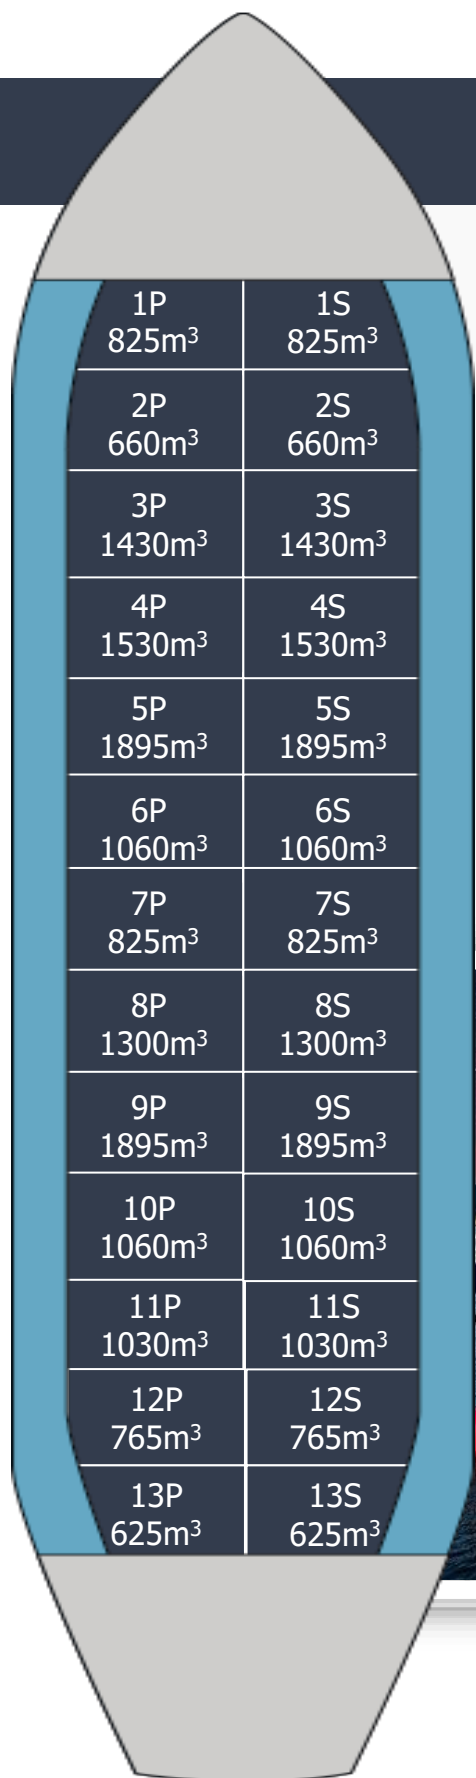 1P 1S
825m³ 825m³
2P 2S
660m³ 660m³
3P 3S
1430m³ 1430m³
4P 4S
1530m³ 1530m³
5P 5S
1895m³ 1895m³
6P 6S
1060m³ 1060m³
7P 7S
825m³ 825m³
8P 8S
1300m³ 1300m³
9P 9S
1895m³ 1895m³
10P 10S
1060m³ 1060m³
11P 11S
1030m³ 1030m³
12P 12S
765m³ 765m³
13P 13S
625m³ 625m³